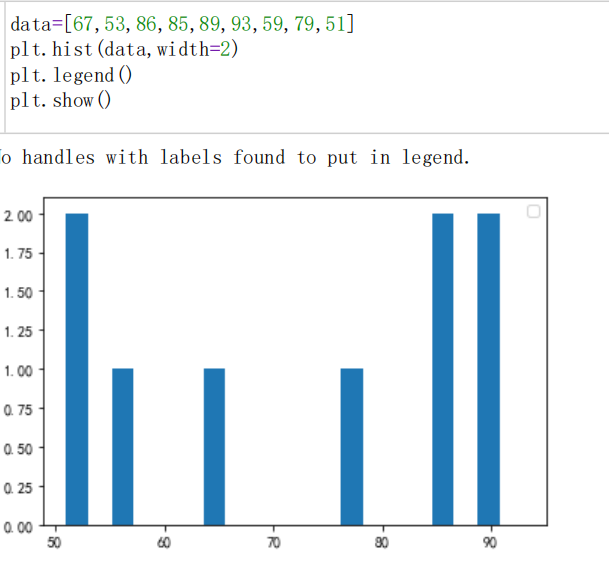 data=[67,53,86,85,89,93,59,79,51]
plt.hist(data,width=2)
plt.legend()
plt.show()
o handles with labels found to put in legend.
2.00
1.75
1.50
1.25
1.00
0.75
0.50
0.25
0.00
50 60 70 80 90